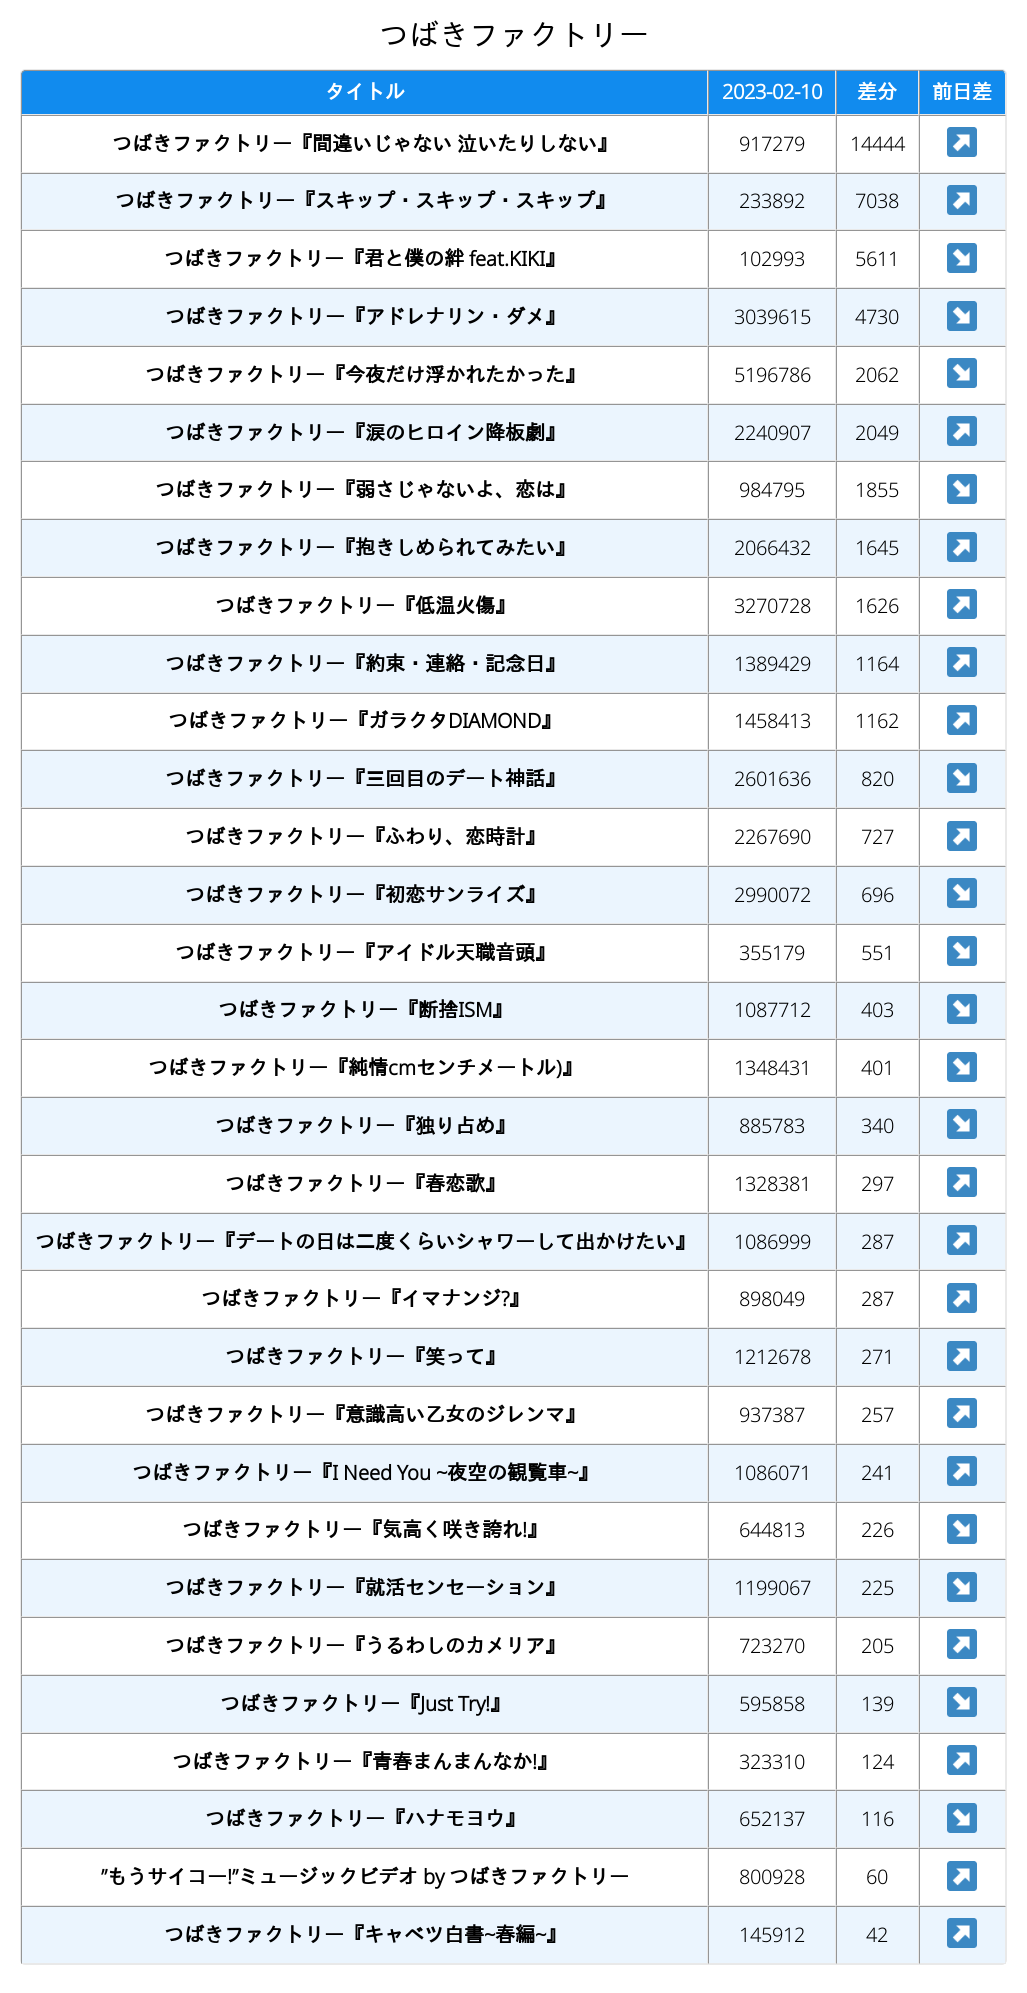 つばきファクトリー
タイトル 2023-02-10 差分 前日差
つばきファクトリー『間違いじゃない 泣いたりしない』 917279 14444 ↗
つばきファクトリー『スキップ・スキップ・スキップ』 233892 7038 ↗
つばきファクトリー『君と僕の絆 feat.KIKI』 102993 5611 ↘
つばきファクトリー『アドレナリン・ダメ』 3039615 4730 ↘
つばきファクトリー『今夜だけ浮かれたかった』 5196786 2062 ↘
つばきファクトリー『涙のヒロイン降板劇』 2240907 2049 ↗
つばきファクトリー『弱さじゃないよ、恋は』 984795 1855 ↘
つばきファクトリー『抱きしめられてみたい』 2066432 1645 ↗
つばきファクトリー『低温火傷』 3270728 1626 ↗
つばきファクトリー『約束・連絡・記念日』 1389429 1164 ↗
つばきファクトリー『ガラクタDIAMOND』 1458413 1162 ↗
つばきファクトリー『三回目のデート神話』 2601636 820 ↘
つばきファクトリー『ふわり、恋時計』 2267690 727 ↗
つばきファクトリー『初恋サンライズ』 2990072 696 ↘
つばきファクトリー『アイドル天職音頭』 355179 551 ↘
つばきファクトリー『断捨ISM』 1087712 403 ↘
つばきファクトリー『純情cmセンチメートル)』 1348431 401 ↘
つばきファクトリー『独り占め』 885783 340 ↘
つばきファクトリー『春恋歌』 1328381 297 ↗
つばきファクトリー『デートの日は二度くらいシャワーして出かけたい』 1086999 287 ↗
つばきファクトリー『イマナンジ?』 898049 287 ↗
つばきファクトリー『笑って』 1212678 271 ↗
つばきファクトリー『意識高い乙女のジレンマ』 937387 257 ↗
つばきファクトリー『I Need You ~夜空の観覧車~』 1086071 241 ↗
つばきファクトリー『気高く咲き誇れ!』 644813 226 ↘
つばきファクトリー『就活センセーション』 1199067 225 ↘
つばきファクトリー『うるわしのカメリア』 723270 205 ↗
つばきファクトリー『Just Try!』 595858 139 ↘
つばきファクトリー『青春まんまんなか!』 323310 124 ↗
つばきファクトリー『ハナモヨウ』 652137 116 ↘
”もうサイコー!”ミュージックビデオ by つばきファクトリー 800928 60 ↗
つばきファクトリー『キャベツ白書~春編~』 145912 42 ↗